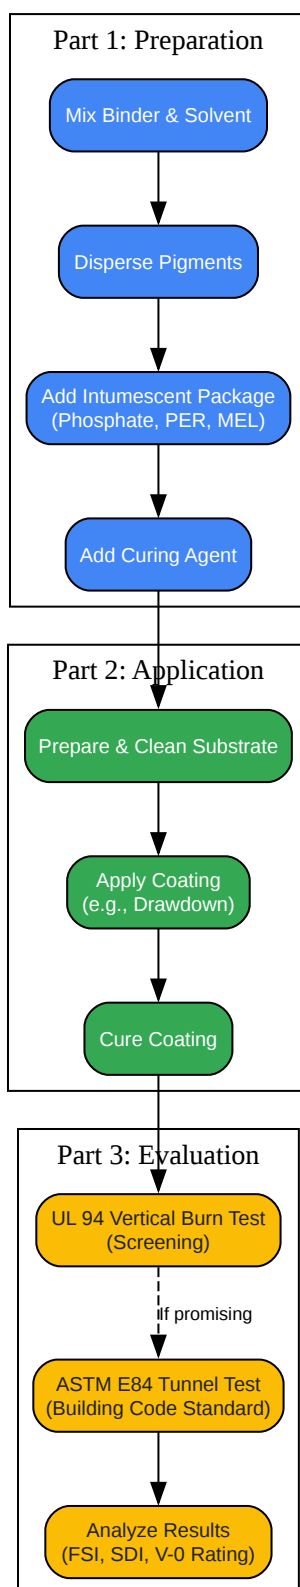 Part 1: Preparation
Mix Binder & Solvent
Disperse Pigments
Add Intumescent Package
(Phosphate, PER, MEL)
Add Curing Agent
Part 2: Application
Prepare & Clean Substrate
Apply Coating
(e.g., Drawdown)
Cure Coating
Part 3: Evaluation
UL 94 Vertical Burn Test
(Screening)
If promising
ASTM E84 Tunnel Test
(Building Code Standard)
Analyze Results
(FSI, SDI, V-0 Rating)